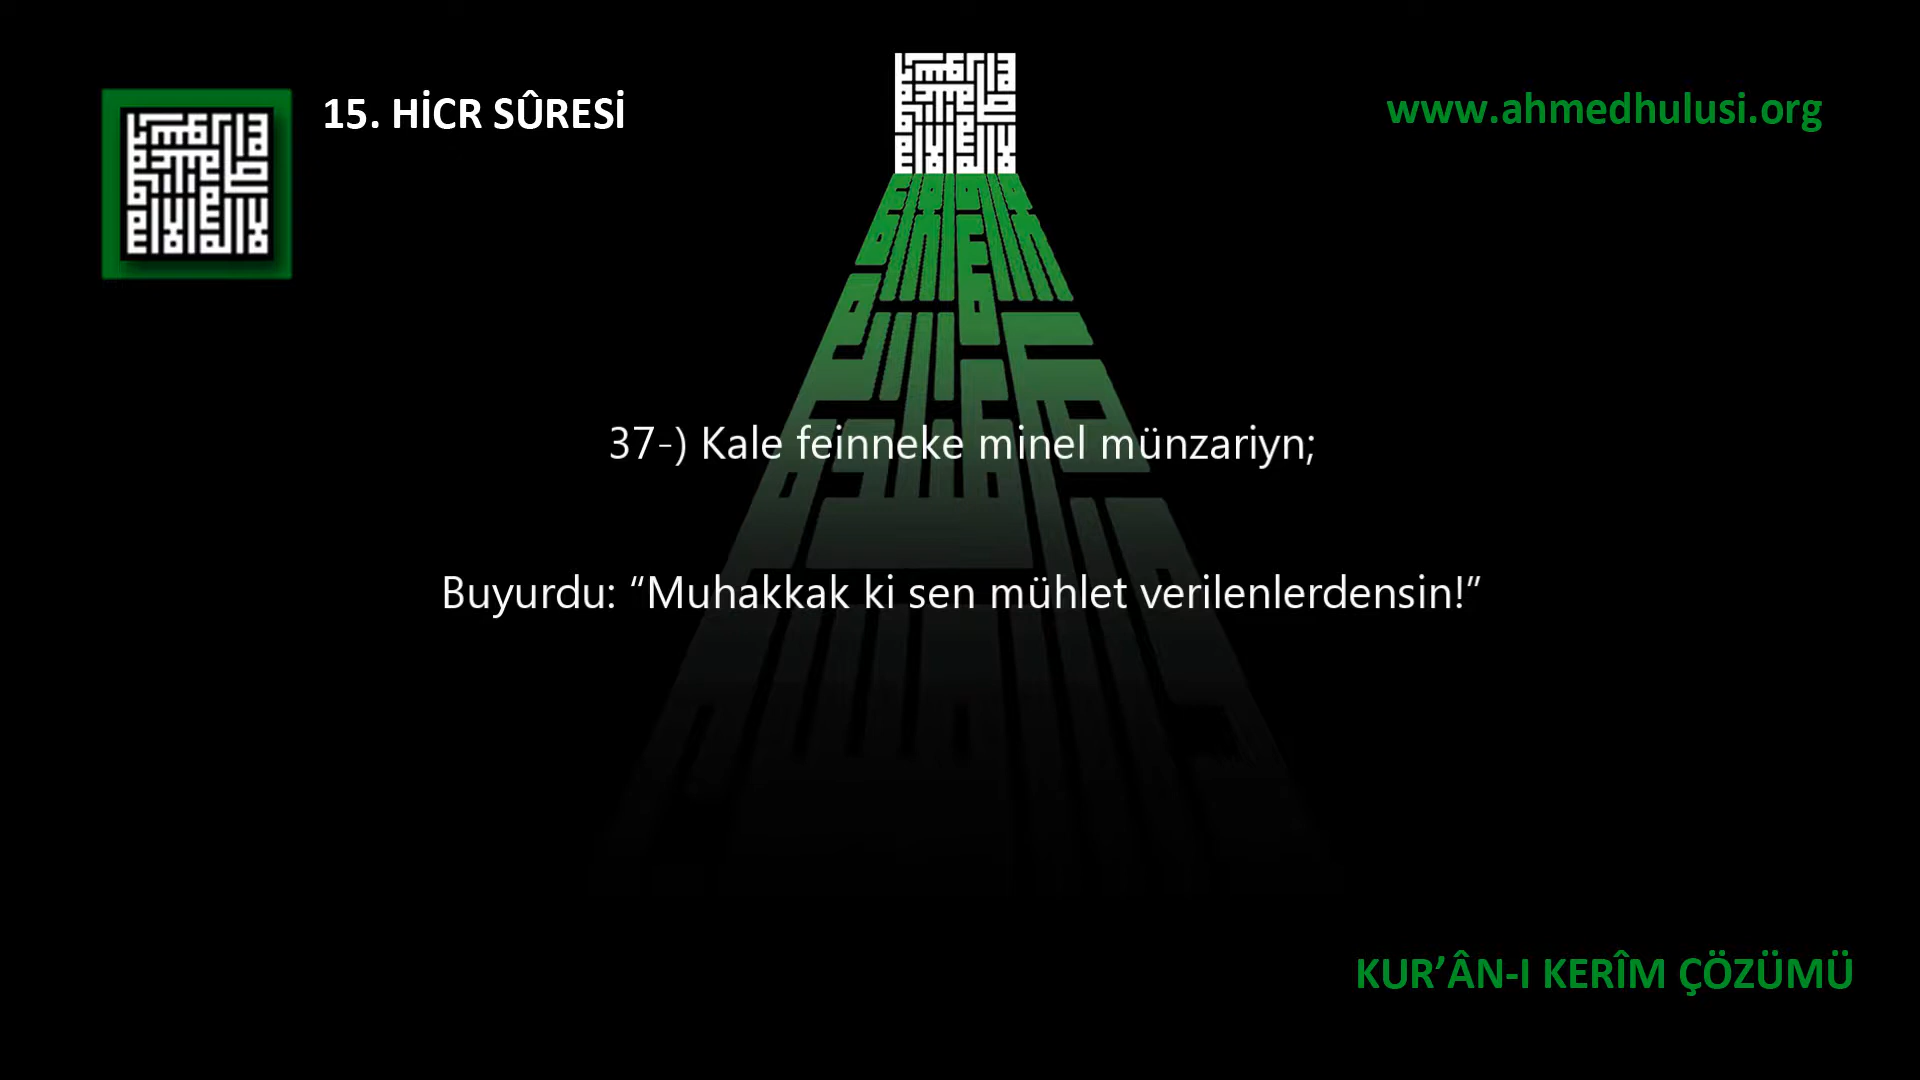 15. HİCR SÛRESİ
www.ahmedhulusi.org
37-) Kale feinneke minel münzariyn;
Buyurdu: “Muhakkak ki sen mühlet verilenlerdensin!”
KUR’ÂN-I KERÎM ÇÖZÜMÜ